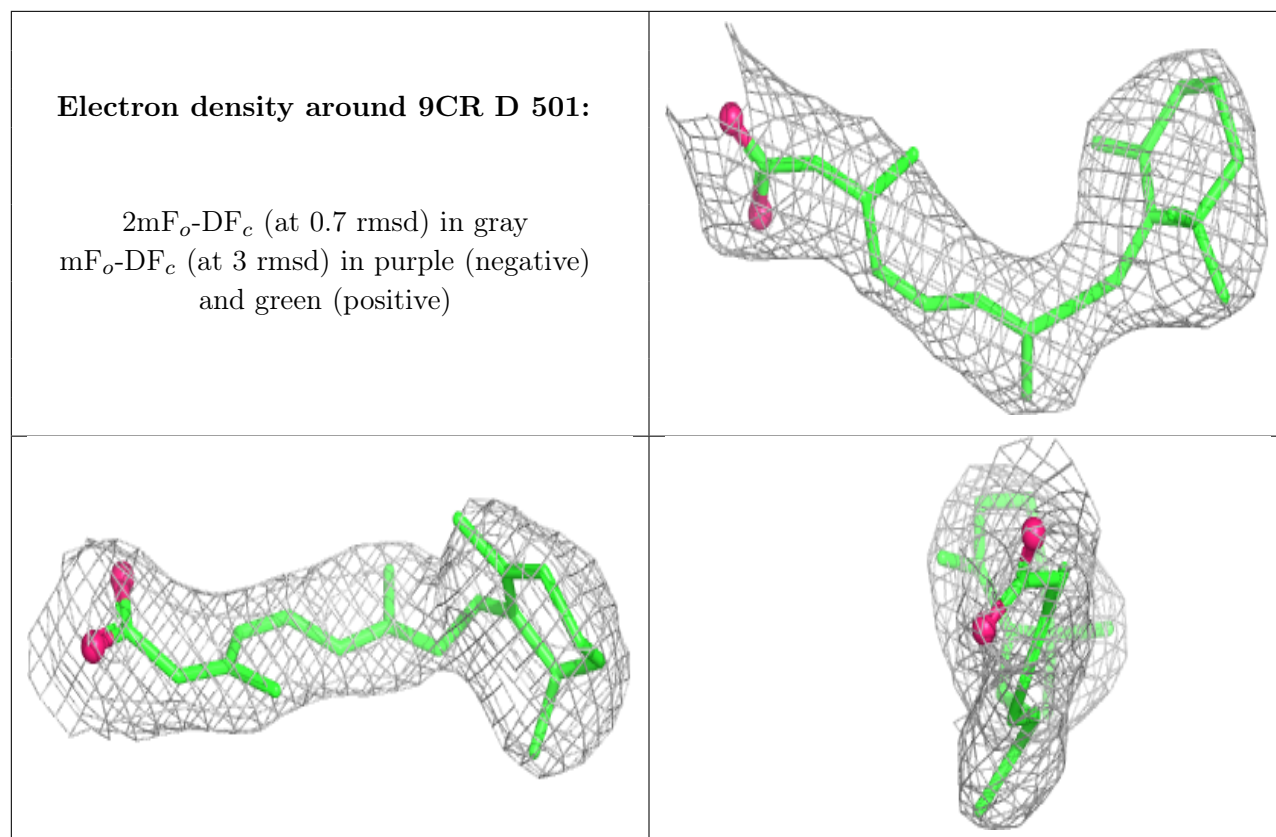 Electron density around 9CR D 501:
2mFo-DFc (at 0.7 rmsd) in gray
mFo-DFc (at 3 rmsd) in purple (negative)
and green (positive)